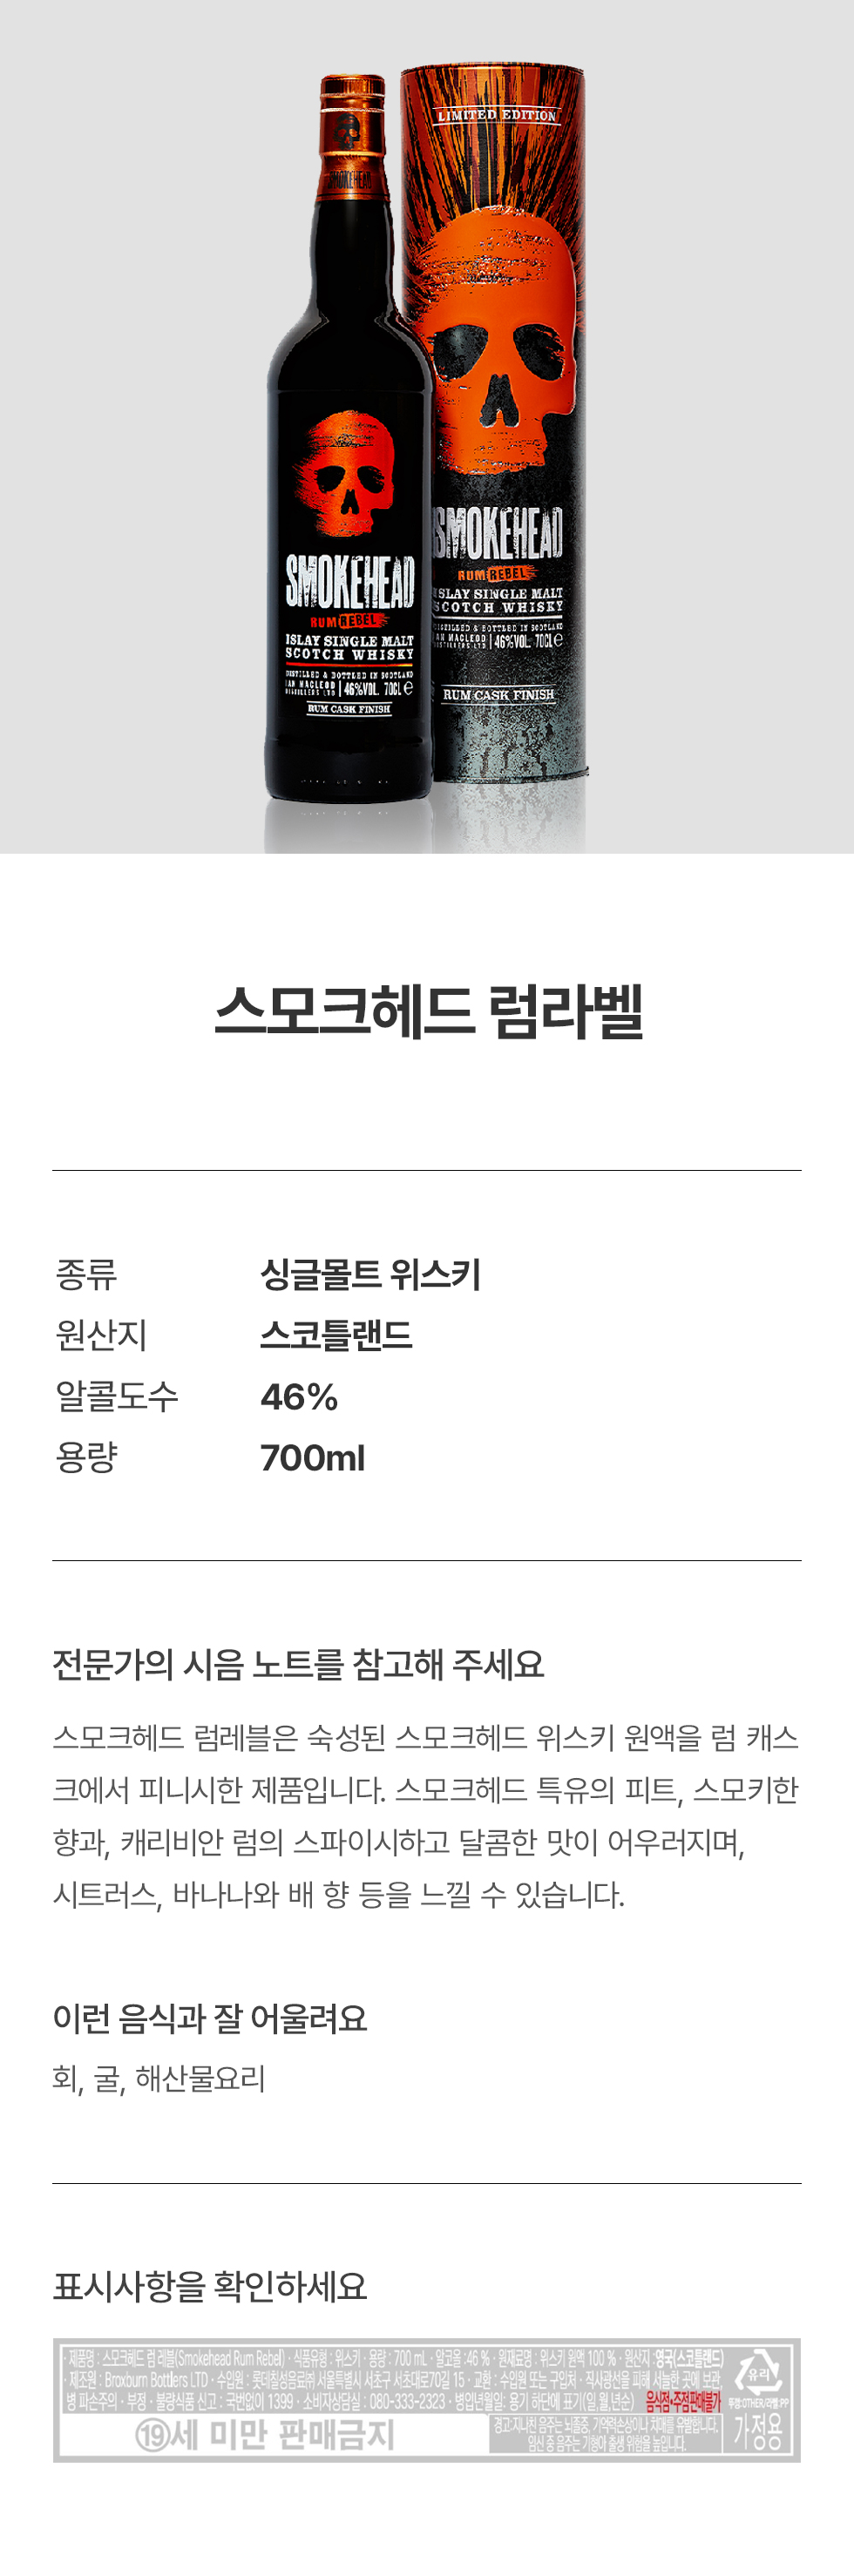 LIMITED EDITION
SMOKEHEAD
SMOKEHEAD
RUM REBEL
ISLAY SINGLE MALT
SCOTCH WHISKY
DISTILLED & BOTTLED IN SCOTLAND
IAN MACLEOD DISTILLERS LTD | 46%VOL. 70CL e
RUM CASK FINISH
SMOKEHEAD
RUM REBEL
ISLAY SINGLE MALT
SCOTCH WHISKY
DISTILLED & BOTTLED IN SCOTLAND
IAN MACLEOD DISTILLERS LTD | 46%VOL. 70CL e
RUM CASK FINISH
스모크헤드 럼라벨
종류 싱글몰트 위스키
원산지 스코틀랜드
알콜도수 46%
용량 700ml
전문가의 시음 노트를 참고해 주세요
스모크헤드 럼레블은 숙성된 스모크헤드 위스키 원액을 럼 캐스
크에서 피니시한 제품입니다. 스모크헤드 특유의 피트, 스모키한
향과, 캐리비안 럼의 스파이시하고 달콤한 맛이 어우러지며,
시트러스, 바나나와 배 향 등을 느낄 수 있습니다.
이런 음식과 잘 어울려요
회, 굴, 해산물요리
표시사항을 확인하세요
· 제품명 : 스모크헤드 럼 레블(Smokehead Rum Rebel) · 식품유형 : 위스키 · 용량 : 700 mL · 알코올 :46 % · 원재료명 : 위스키 원액 100 % · 원산지 :영국(스코틀랜드)
· 제조원 : Broxburn Bottlers LTD · 수입원 : 롯데칠성음료㈜ 서울특별시 서초구 서초대로70길 15 · 교환 : 수입원 또는 구입처 · 직사광선을 피해 서늘한 곳에 보관,
병 파손주의 · 부정 · 불량식품 신고 : 국번없이 1399 · 소비자상담실 : 080-333-2323 · 병입년월일: 용기 하단에 표기(일,월,년순) 음식점·주점판매불가
유리
뚜껑:OTHER/라벨:PP
⑲세 미만 판매금지
경고:지나친 음주는 뇌졸중, 기억력손상이나 치매를 유발합니다.
임신 중 음주는 기형아 출생 위험을 높입니다.
가정용